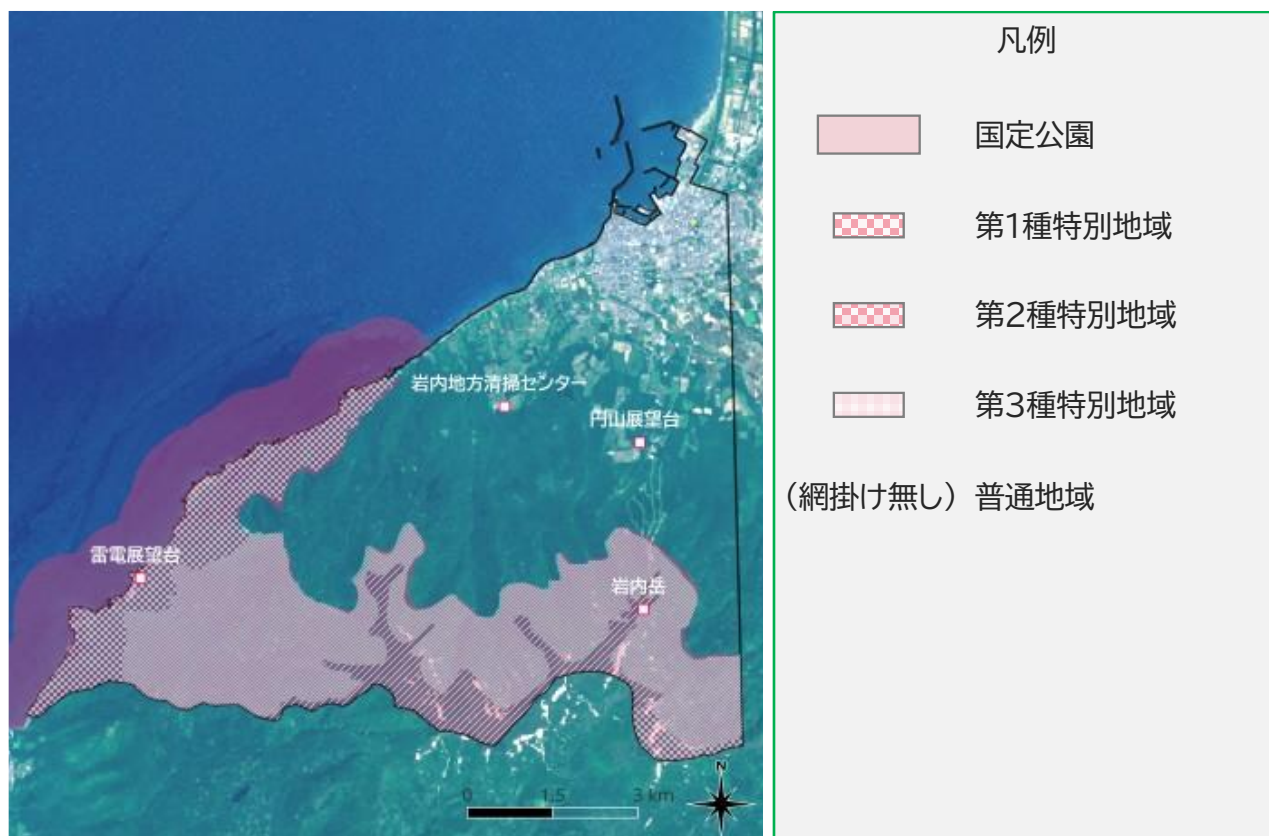 岩内地方清掃センター
円山展望台
雷電展望台
岩内岳
0 1.5 3 km
N
凡例
国定公園
第1種特別地域
第2種特別地域
第3種特別地域
（網掛け無し）普通地域